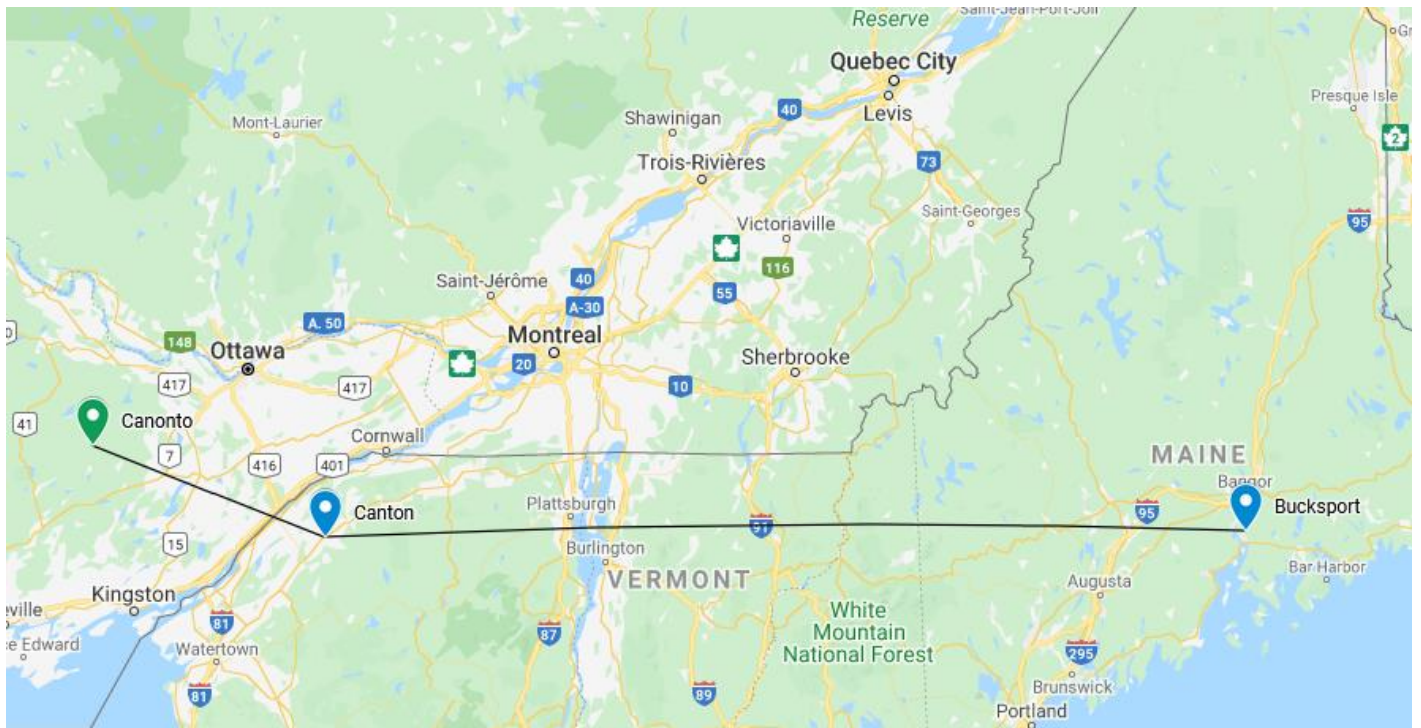 Saint-Jean-Port-Joli
Reserve
Quebec City
Levis
Presque Isle
Mont-Laurier
Shawinigan
40
2
Trois-Rivières
73
Saint-Georges
95
Victoriaville
116
Saint-Jérôme
40
55
A-30
A. 50
Montreal
148
Ottawa
20
Sherbrooke
417
417
10
41
Canonto
Cornwall
7
416
401
MAINE
Bangor
Canton
Plattsburgh
91
95
Bucksport
15
Burlington
VERMONT
Augusta
Bar Harbor
Kingston
White
Mountain
National Forest
81
87
Watertown
295
81
89
Brunswick
Portland